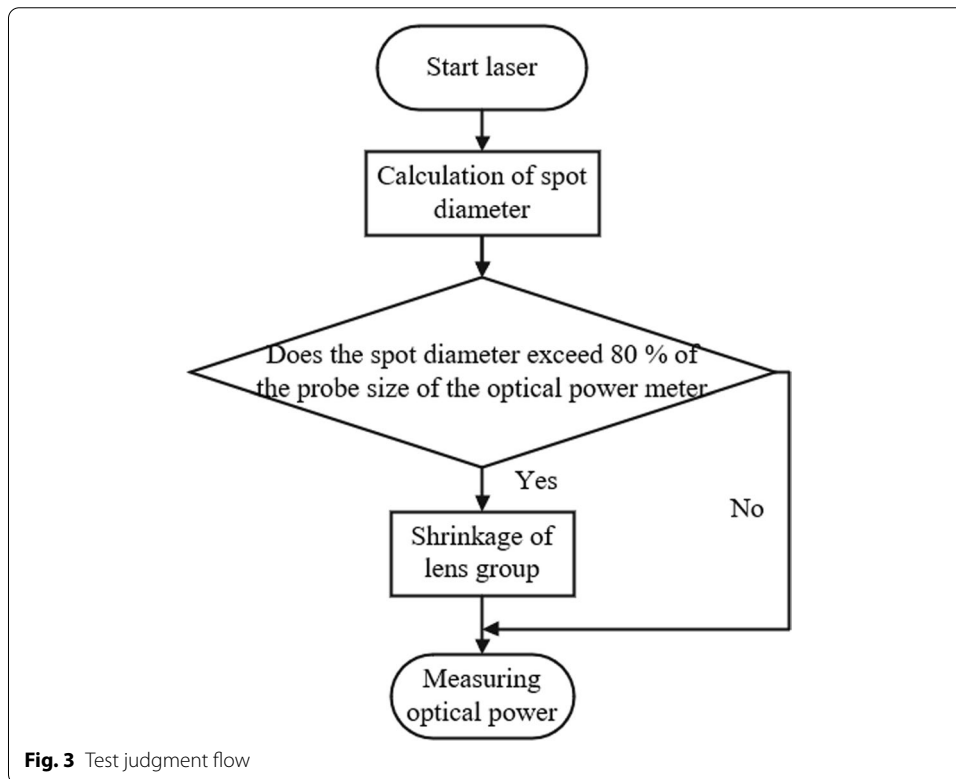 Start laser
Calculation of spot
diameter
Does the spot diameter exceed 80 % of
the probe size of the optical power meter
Yes
No
Shrinkage of
lens group
Measuring
optical power
Fig. 3 Test judgment flow